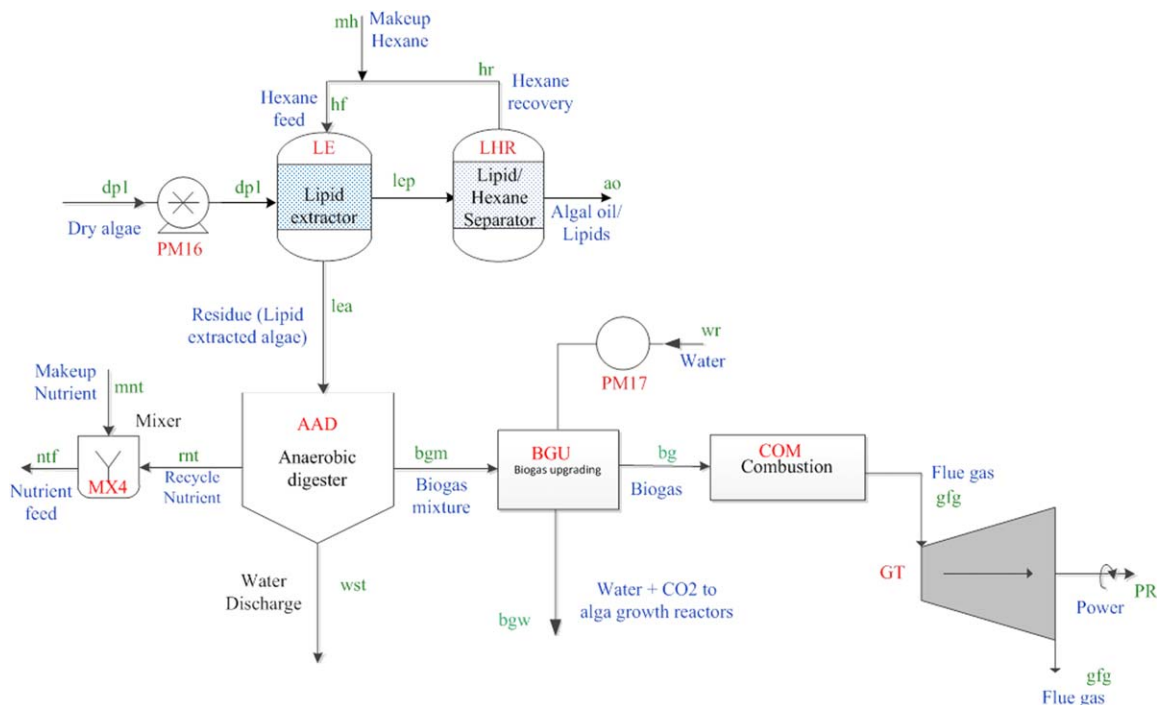 mh
Makeup
Hexane
hr
Hexane
recovery
Hexane
feed
hf
LE
LHR
dp1
dp1
Lipid
extractor
lep
Lipid/
Hexane
Separator
ao
Algal oil/
Lipids
Dry algae
PM16
lea
Residue (Lipid
extracted algae)
wr
Water
PM17
Makeup
Nutrient
mnt
Mixer
AAD
Anaerobic
digester
ntf
rnt
Nutrient
feed
MX4
Recycle
Nutrient
bgm
Biogas
mixture
BGU
Biogas upgrading
bg
Biogas
COM
Combustion
Flue gas
gfg
GT
Water
Discharge
wst
Water + CO2 to
alga growth reactors
bgw
Power
PR
gfg
Flue gas